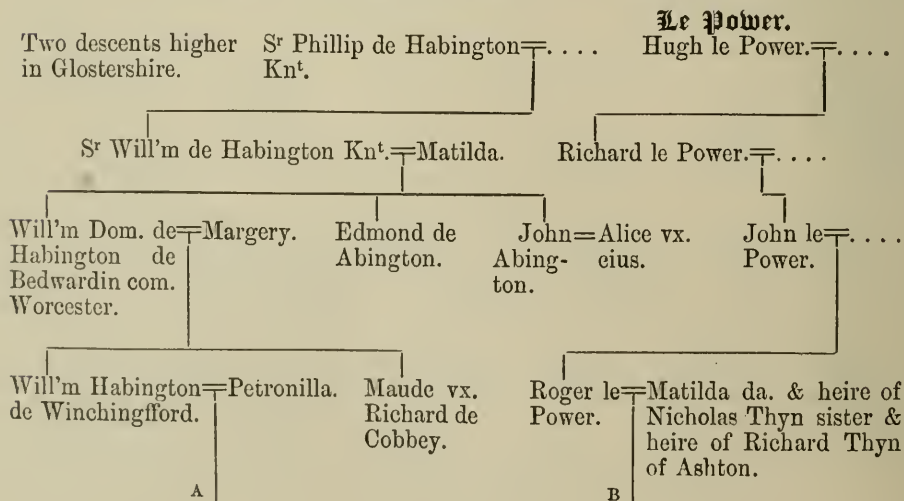 Le Power.
Two descents higher
in Glostershire.
Sʳ Phillip de Habington = . . . .
Knᵗ.
Hugh le Power. = . . . .
Sʳ Will'm de Habington Knᵗ. = Matilda.
Richard le Power. = . . . .
Will'm Dom. de = Margery.
Habington de
Bedwardin com.
Worcester.
Edmond de
Abington.
John = Alice vx.
Abing- eius.
ton.
John le = . . . .
Power.
Will'm Habington = Petronilla.
de Winchingfford.
Maude vx.
Richard de
Cobbey.
Roger le = Matilda da. & heire of
Power. Nicholas Thyn sister &
heire of Richard Thyn
of Ashton.
A
B